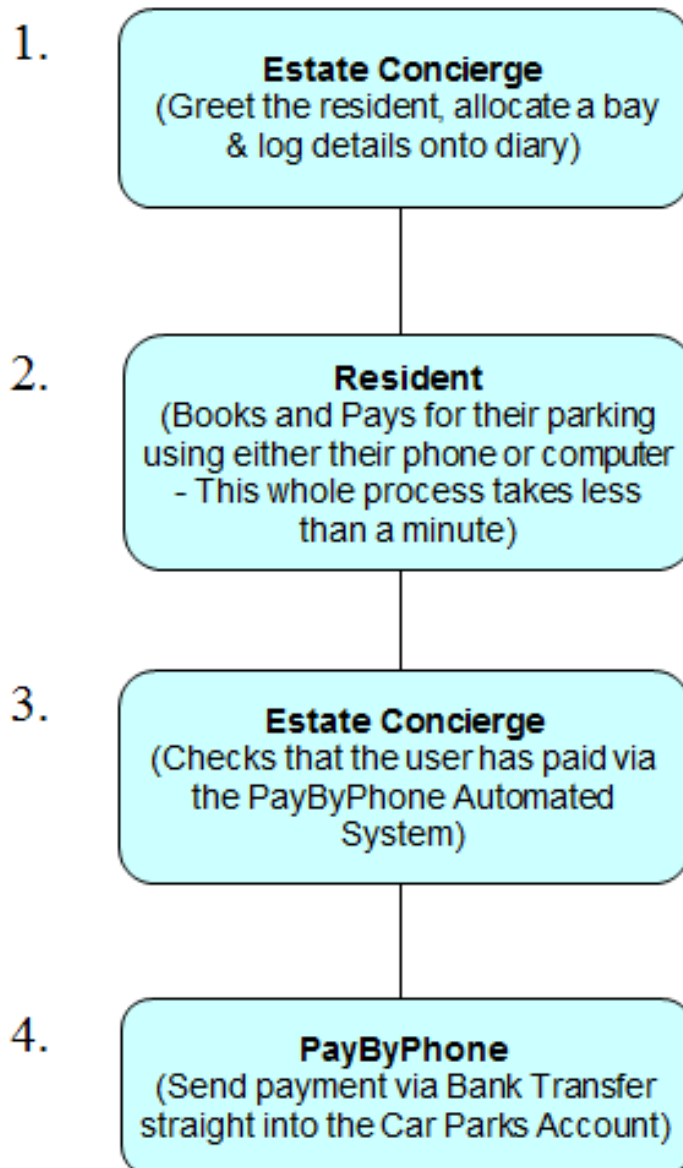 1.
Estate Concierge
(Greet the resident, allocate a bay
& log details onto diary)
2.
Resident
(Books and Pays for their parking
using either their phone or computer
- This whole process takes less
than a minute)
3.
Estate Concierge
(Checks that the user has paid via
the PayByPhone Automated
System)
4.
PayByPhone
(Send payment via Bank Transfer
straight into the Car Parks Account)